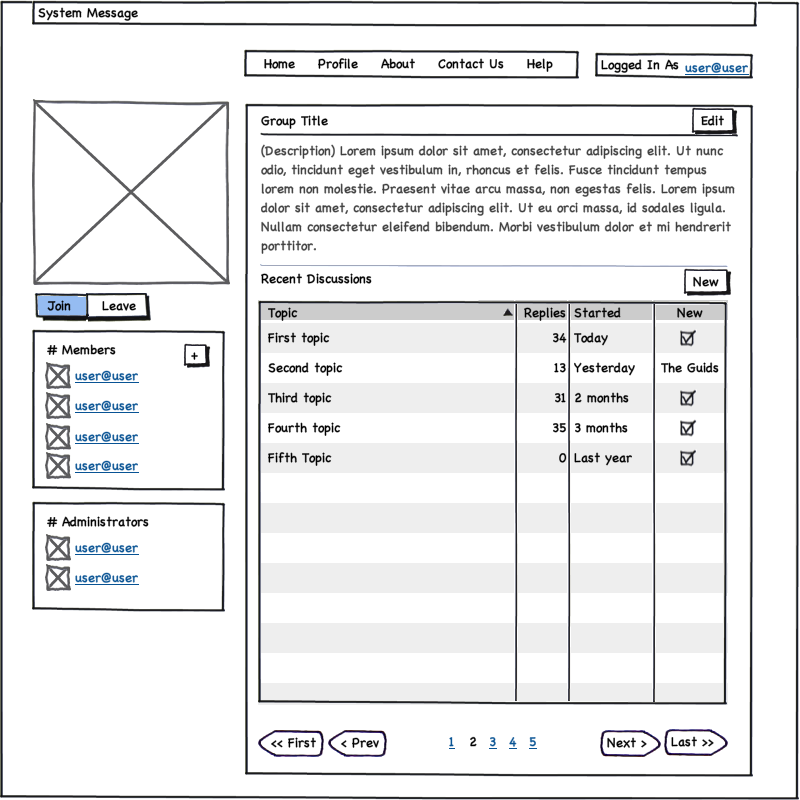 System Message
Home Profile About Contact Us Help
Logged In As user@user
Group Title
Edit
(Description) Lorem ipsum dolor sit amet, consectetur adipiscing elit. Ut nunc
odio, tincidunt eget vestibulum in, rhoncus et felis. Fusce tincidunt tempus
lorem non molestie. Praesent vitae arcu massa, non egestas felis. Lorem ipsum
dolor sit amet, consectetur adipiscing elit. Ut eu orci massa, id sodales ligula.
Nullam consectetur eleifend bibendum. Morbi vestibulum dolor et mi hendrerit
porttitor.
Join Leave
# Members
+
user@user
user@user
user@user
user@user
# Administrators
user@user
user@user
Recent Discussions
New
Topic Replies Started New
First topic 34 Today
Second topic 13 Yesterday The Guids
Third topic 31 2 months
Fourth topic 35 3 months
Fifth Topic 0 Last year
<< First < Prev 1 2 3 4 5 Next > Last >>